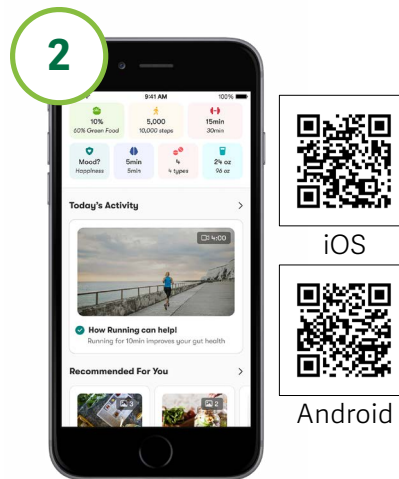 2
9:41 AM 100%
10% 5,000 15min
60% Green Food 10,000 steps 30min
Mood? 5min 4 24 oz
Happiness 5min 4 types 96 oz
Today's Activity
4:00
How Running can help!
Running for 10min improves your gut health
Recommended For You
3 2
iOS
Android